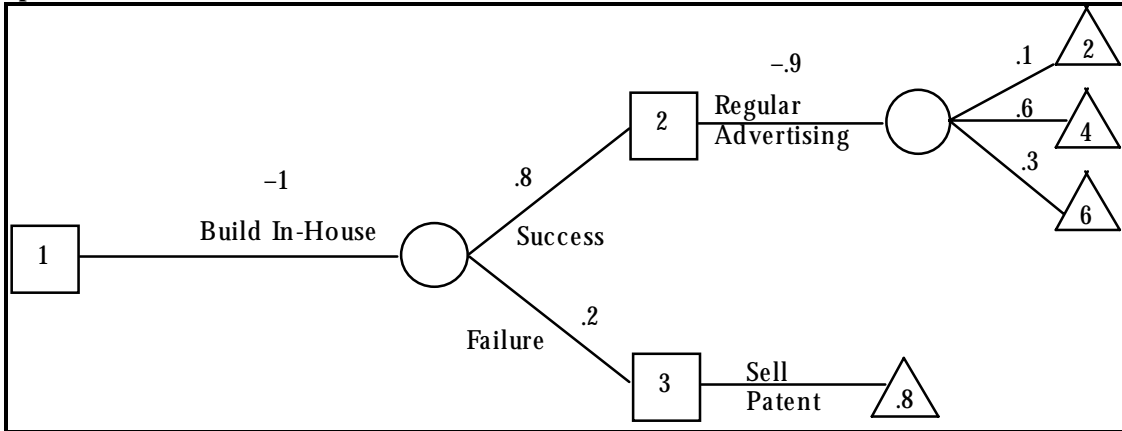 –.9
.1
2
2
Regular
Advertising
.6
4
.8
.3
–1
6
Build In-House
Success
1
.2
Failure
3
Sell
Patent
.8